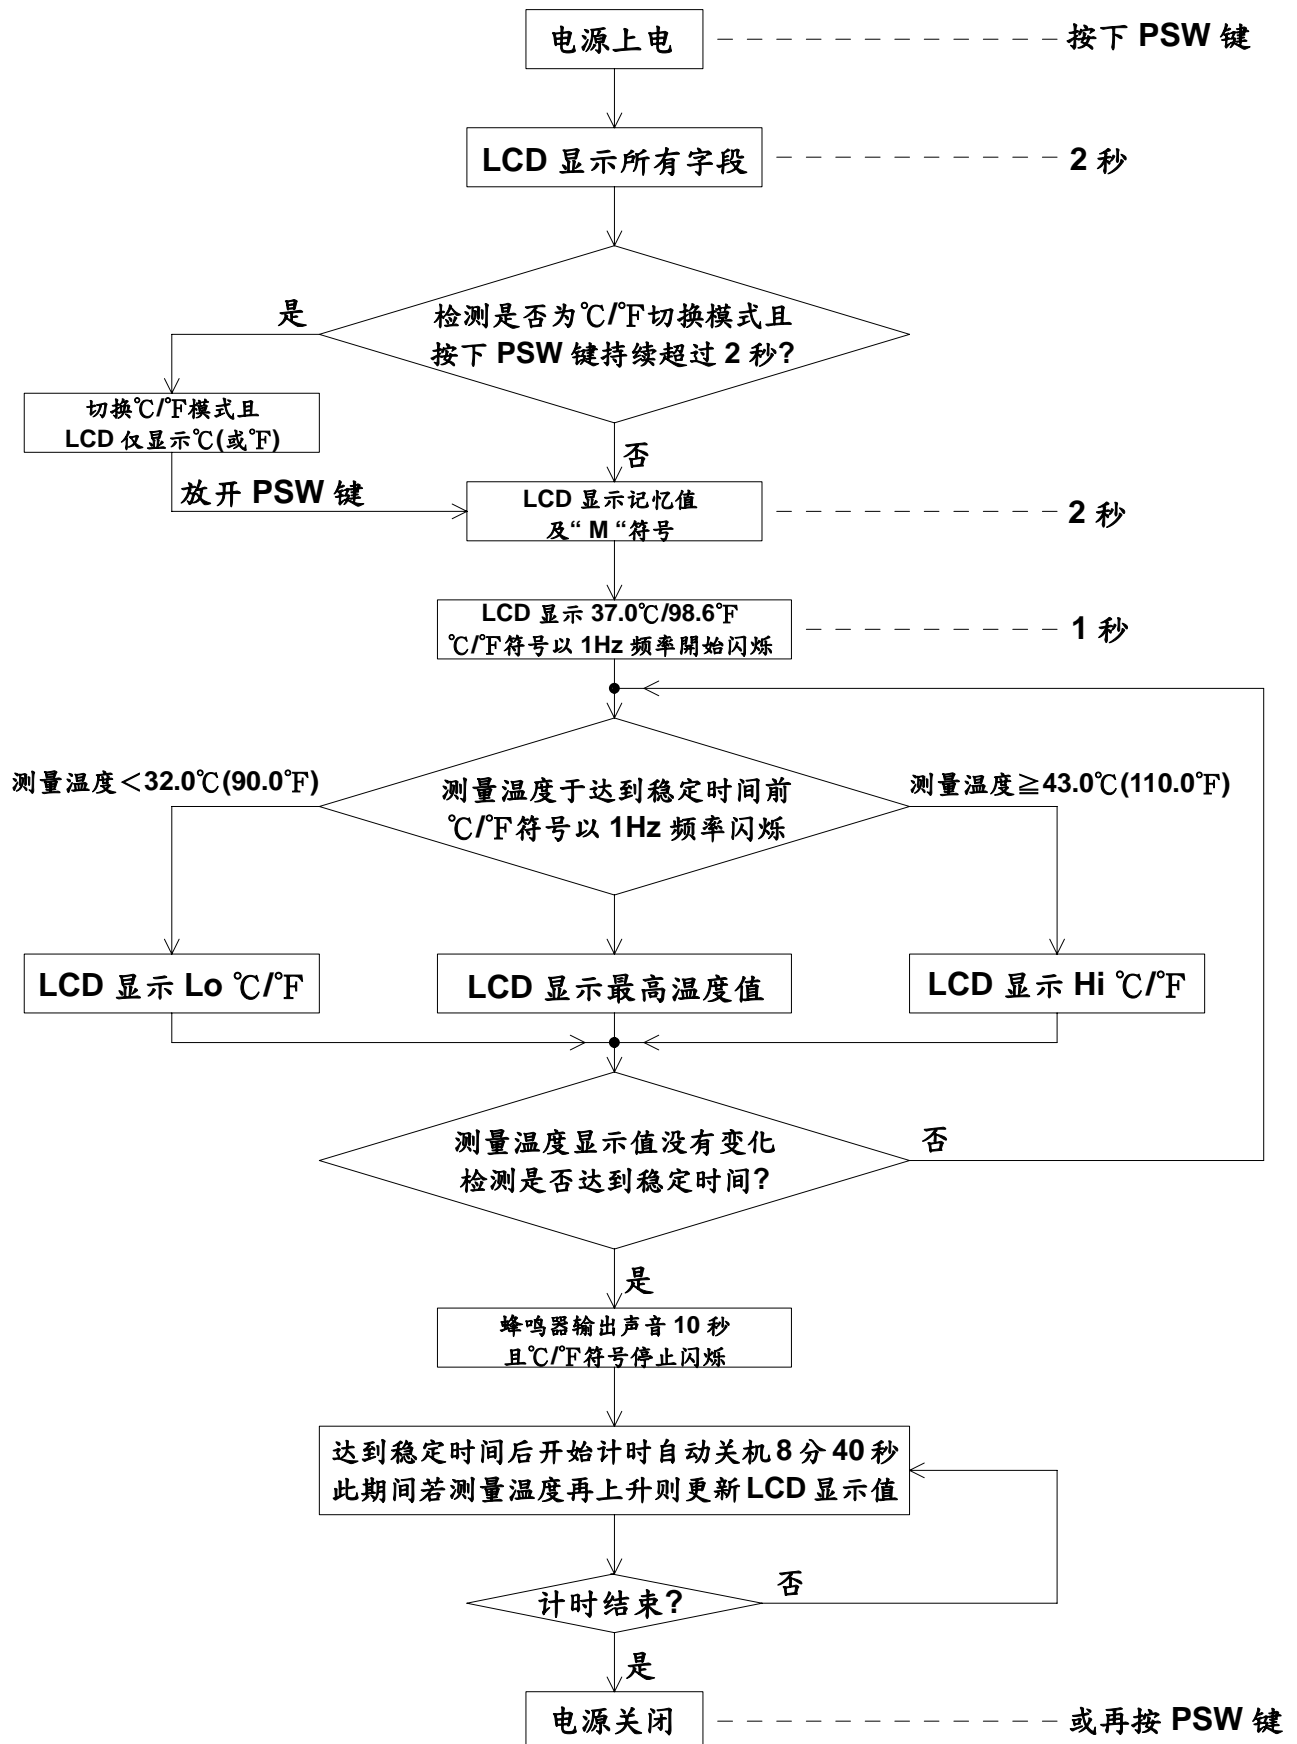 电源上电
按下 PSW 键
LCD 显示所有字段
2 秒
是
检测是否为℃/℉切换模式且
按下 PSW 键持续超过 2 秒?
切换℃/℉模式且
LCD 仅显示℃(或℉)
否
放开 PSW 键
LCD 显示记忆值
及“ M “符号
2 秒
LCD 显示 37.0℃/98.6℉
℃/℉符号以 1Hz 频率開始闪烁
1 秒
测量温度＜32.0℃(90.0℉)
测量温度于达到稳定时间前
℃/℉符号以 1Hz 频率闪烁
测量温度≧43.0℃(110.0℉)
LCD 显示 Lo ℃/℉
LCD 显示最高温度值
LCD 显示 Hi ℃/℉
测量温度显示值没有变化
检测是否达到稳定时间?
否
是
蜂鸣器输出声音 10 秒
且℃/℉符号停止闪烁
达到稳定时间后开始计时自动关机 8 分 40 秒
此期间若测量温度再上升则更新 LCD 显示值
计时结束?
否
是
电源关闭
或再按 PSW 键